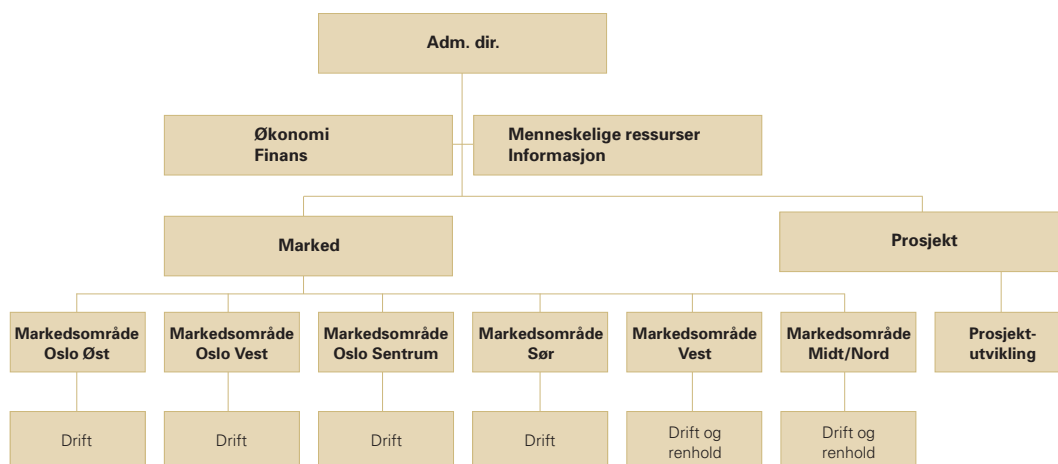 Adm. dir.
Økonomi
Finans
Menneskelige ressurser
Informasjon
Marked
Prosjekt
Markedsområde
Oslo Øst
Markedsområde
Oslo Vest
Markedsområde
Oslo Sentrum
Markedsområde
Sør
Markedsområde
Vest
Markedsområde
Midt/Nord
Prosjekt-
utvikling
Drift
Drift
Drift
Drift
Drift og
renhold
Drift og
renhold